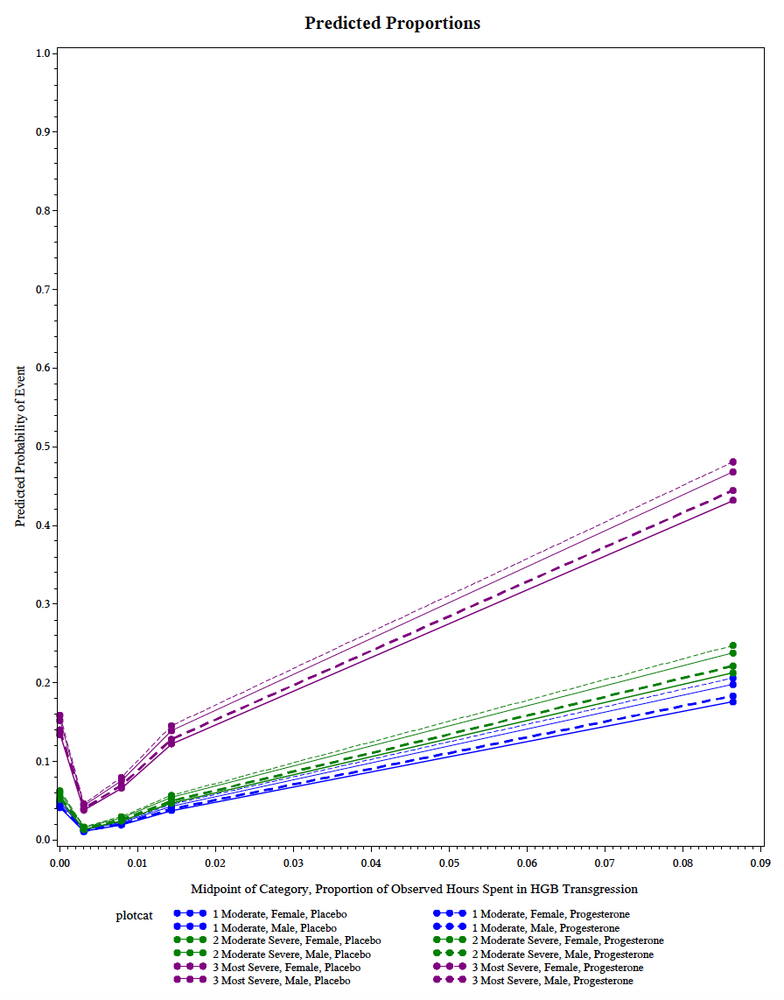 Predicted Proportions
1.0
0.9
0.8
0.7
0.6
0.5
0.4
0.3
0.2
0.1
0.0
Predicted Probability of Event
0.00 0.01 0.02 0.03 0.04 0.05 0.06 0.07 0.08 0.09
Midpoint of Category, Proportion of Observed Hours Spent in HGB Transgression
plotcat
1 Moderate, Female, Placebo
1 Moderate, Male, Placebo
2 Moderate Severe, Female, Placebo
2 Moderate Severe, Male, Placebo
3 Most Severe, Female, Placebo
3 Most Severe, Male, Placebo
1 Moderate, Female, Progesterone
1 Moderate, Male, Progesterone
2 Moderate Severe, Female, Progesterone
2 Moderate Severe, Male, Progesterone
3 Most Severe, Female, Progesterone
3 Most Severe, Male, Progesterone